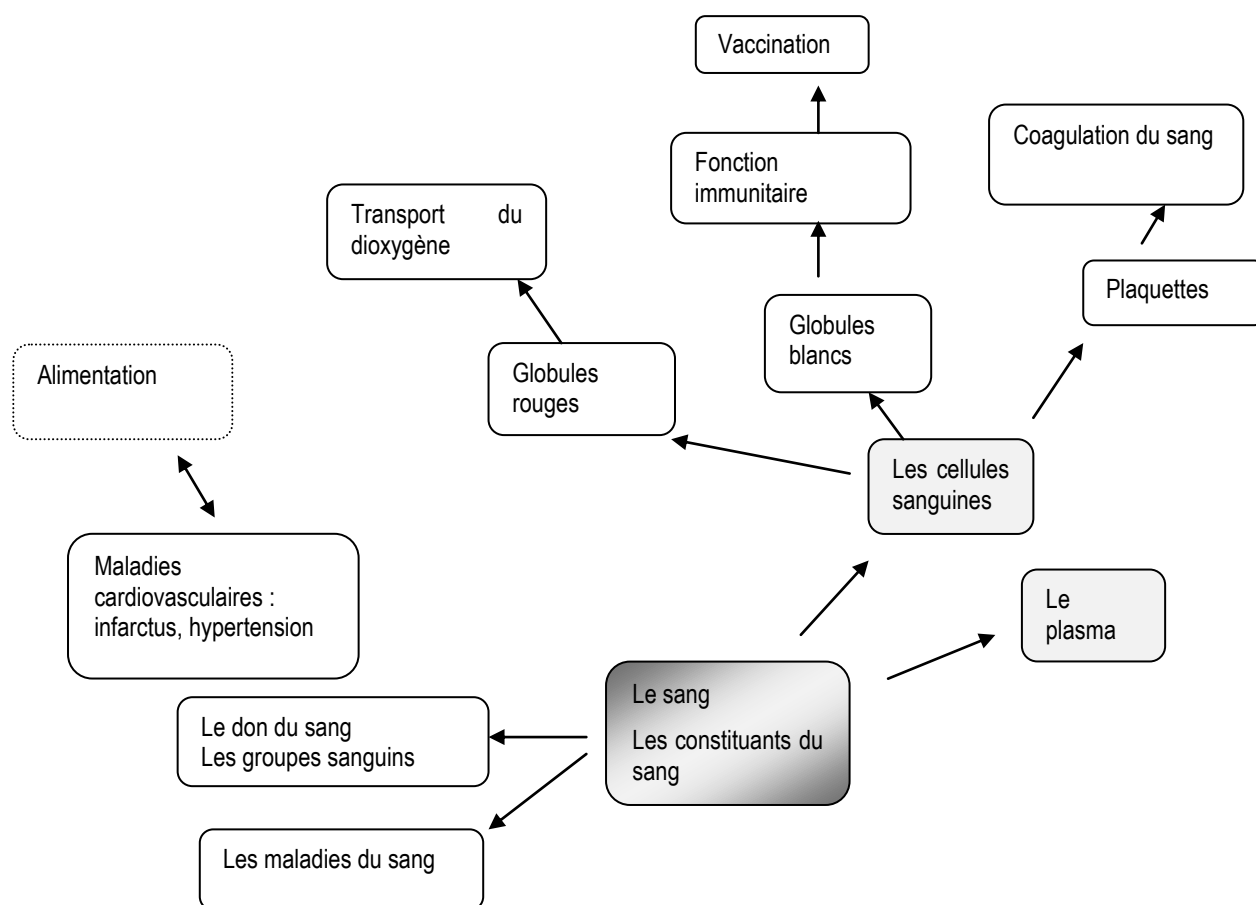 Vaccination
Coagulation du sang
Fonction
immunitaire
Transport du
dioxygène
Plaquettes
Globules
blancs
Alimentation
Globules
rouges
Les cellules
sanguines
Maladies
cardiovasculaires :
infarctus, hypertension
Le
plasma
Le sang
Les constituants du
sang
Le don du sang
Les groupes sanguins
Les maladies du sang